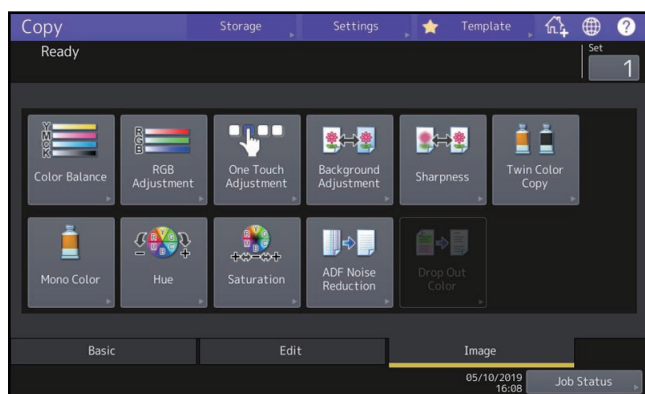 Copy
Storage
Settings
Template
?
Ready
Set
1
YMCK
Color Balance
RGB
RGB
Adjustment
One Touch
Adjustment
Background
Adjustment
Sharpness
Twin Color
Copy
Mono Color
Hue
Saturation
ADF Noise
Reduction
Drop Out
Color
Basic
Edit
Image
05/10/2019
16:08
Job Status